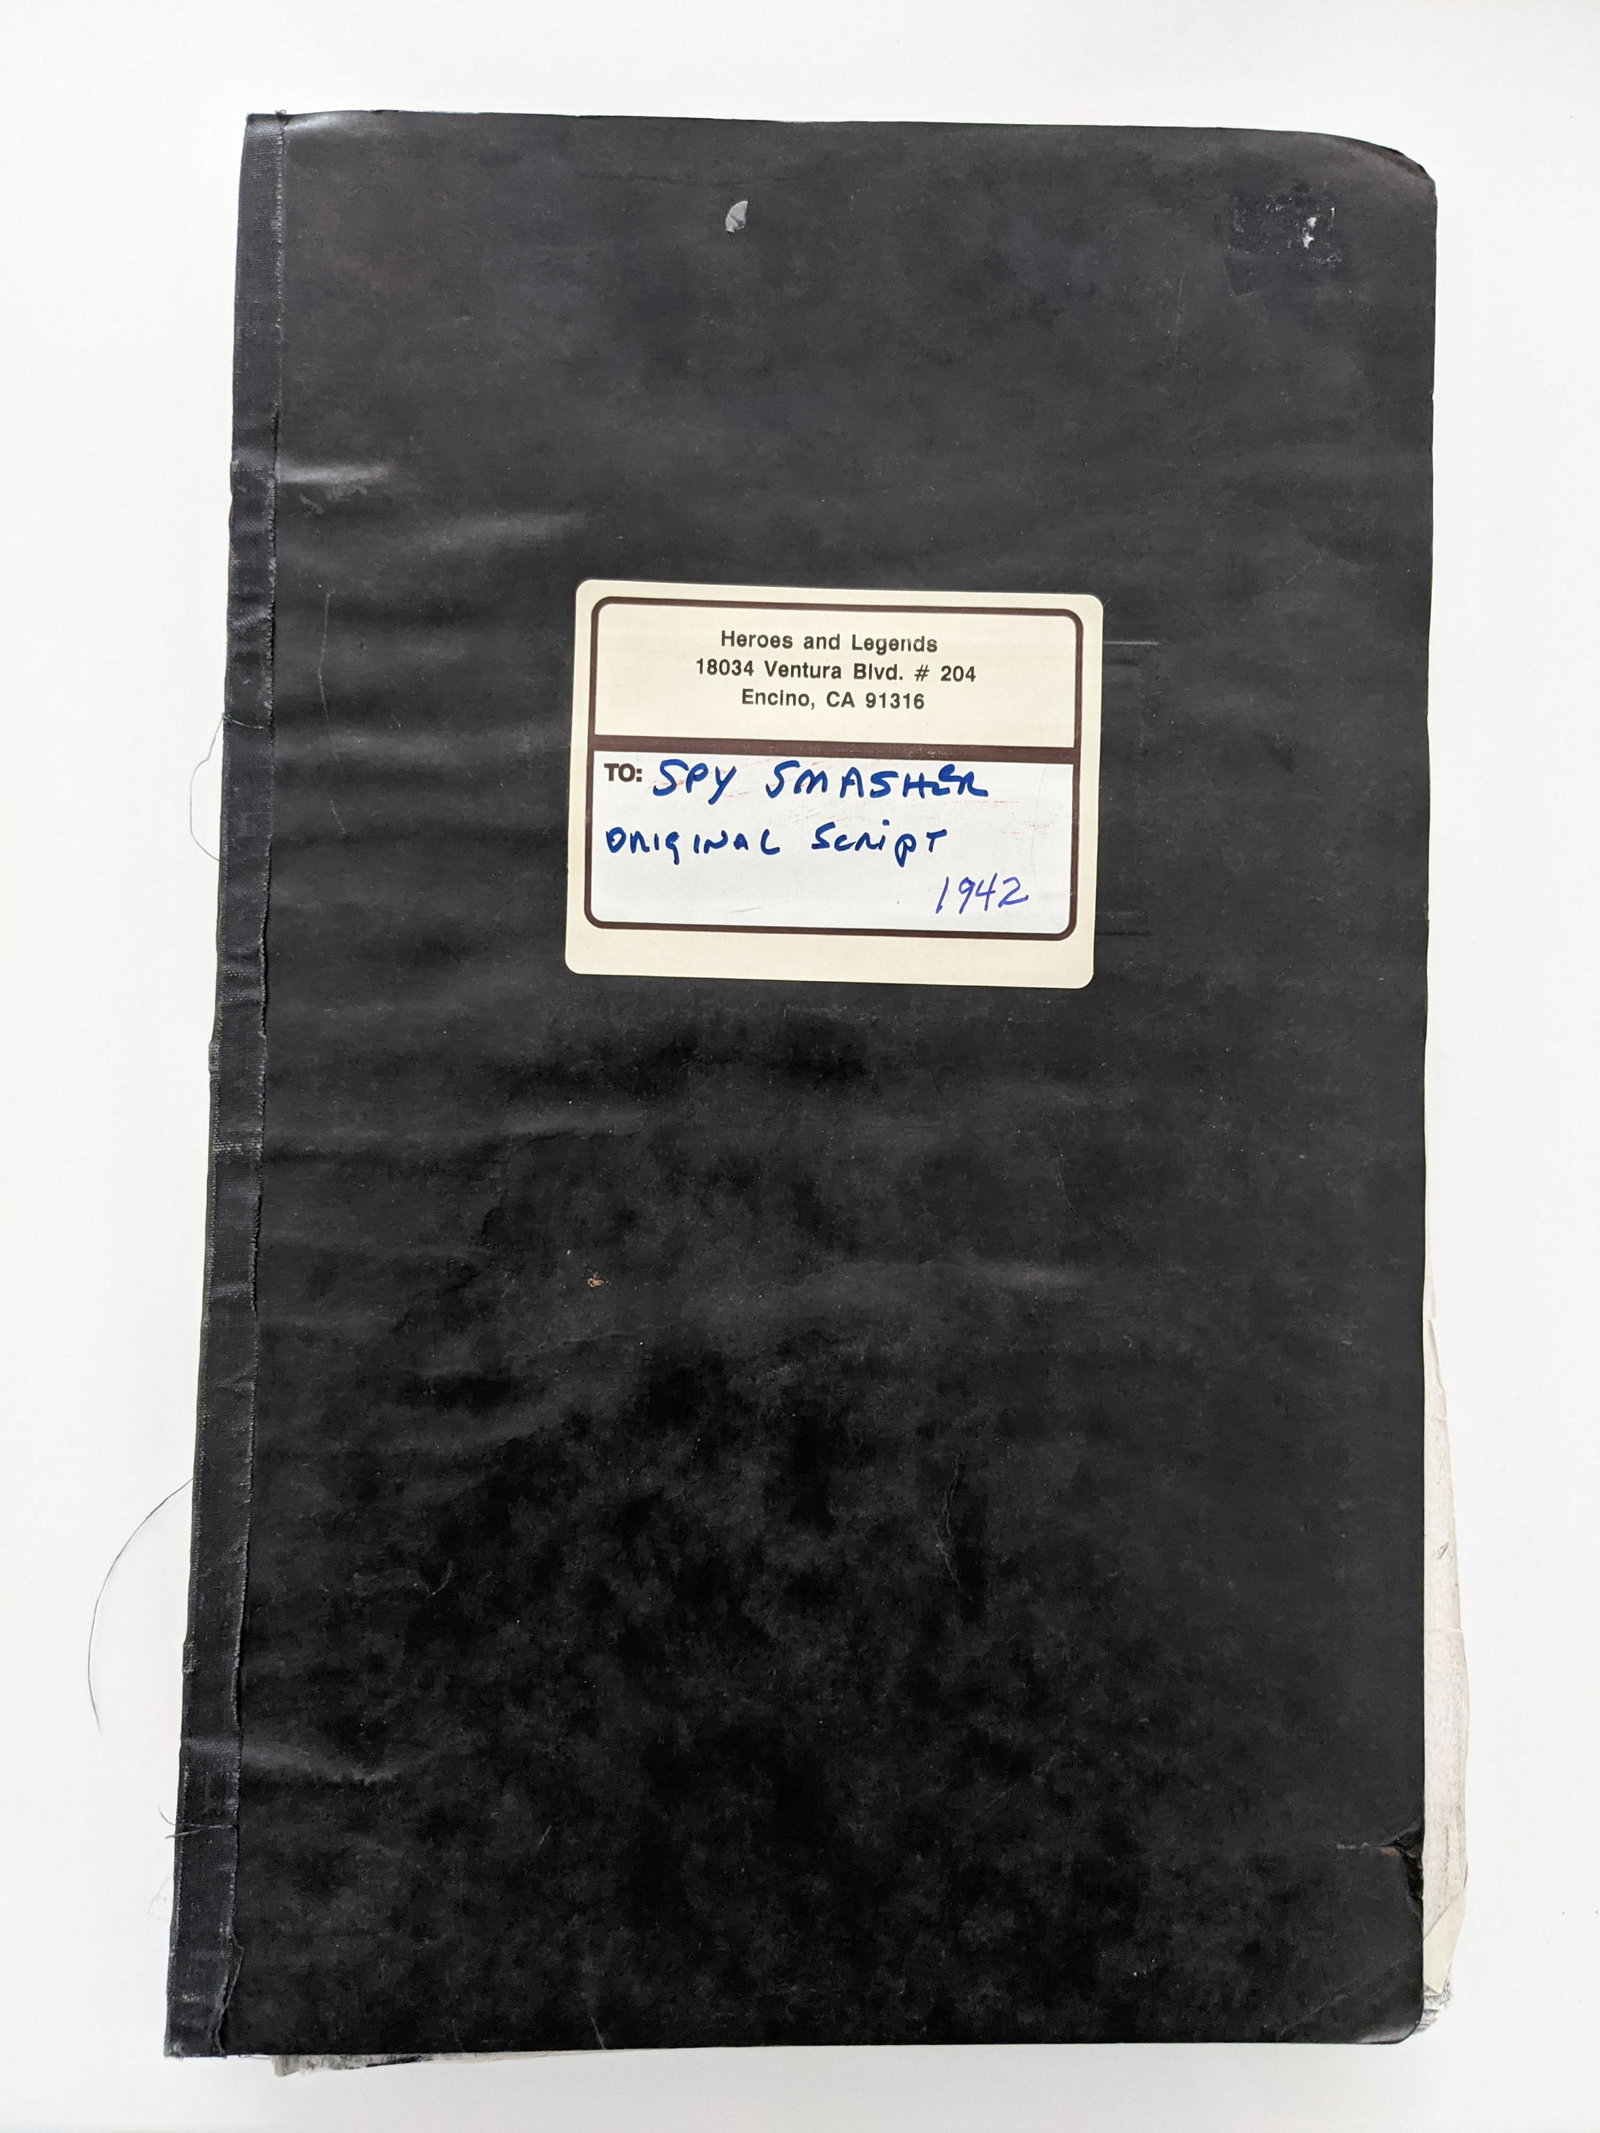 Heroes and Legends
18034 Ventura Blvd. # 204
Encino, CA 91316
TO: SPY SMASHER
ORIGINAL Script
1942